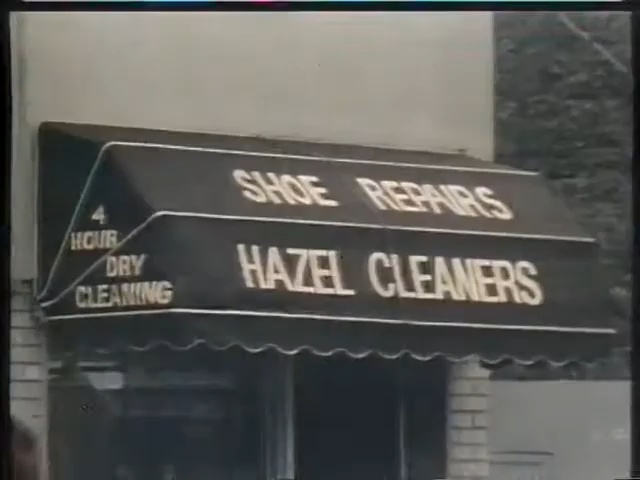 SHOE REPAIRS
HAZEL CLEANERS
4
HOUR
DRY
CLEANING